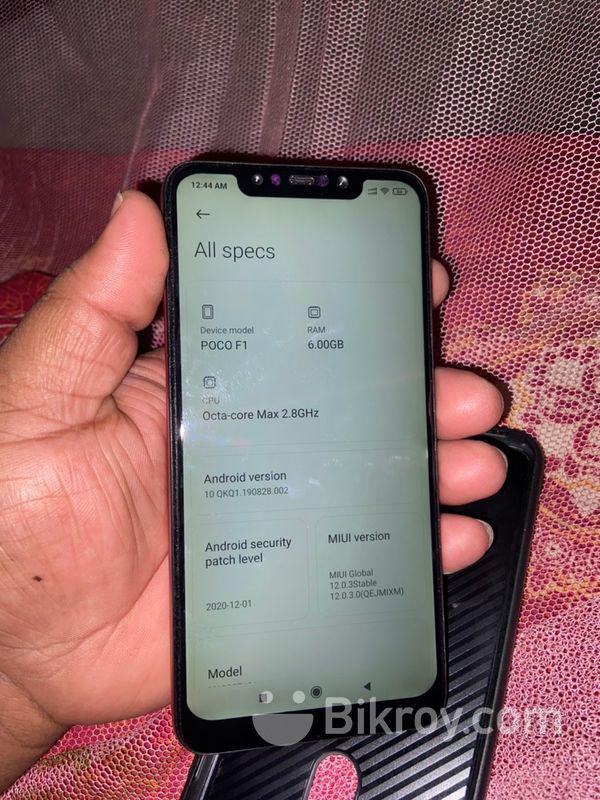 12:44 AM
All specs
Device model
POCO F1
RAM
6.00GB
CPU
Octa-core Max 2.8GHz
Android version
10 QKQ1.190828.002
Android security
patch level
2020-12-01
MIUI version
MIUI Global
12.0.3Stable
12.0.3.0(QEJMIXM)
Model
Bikroy.com